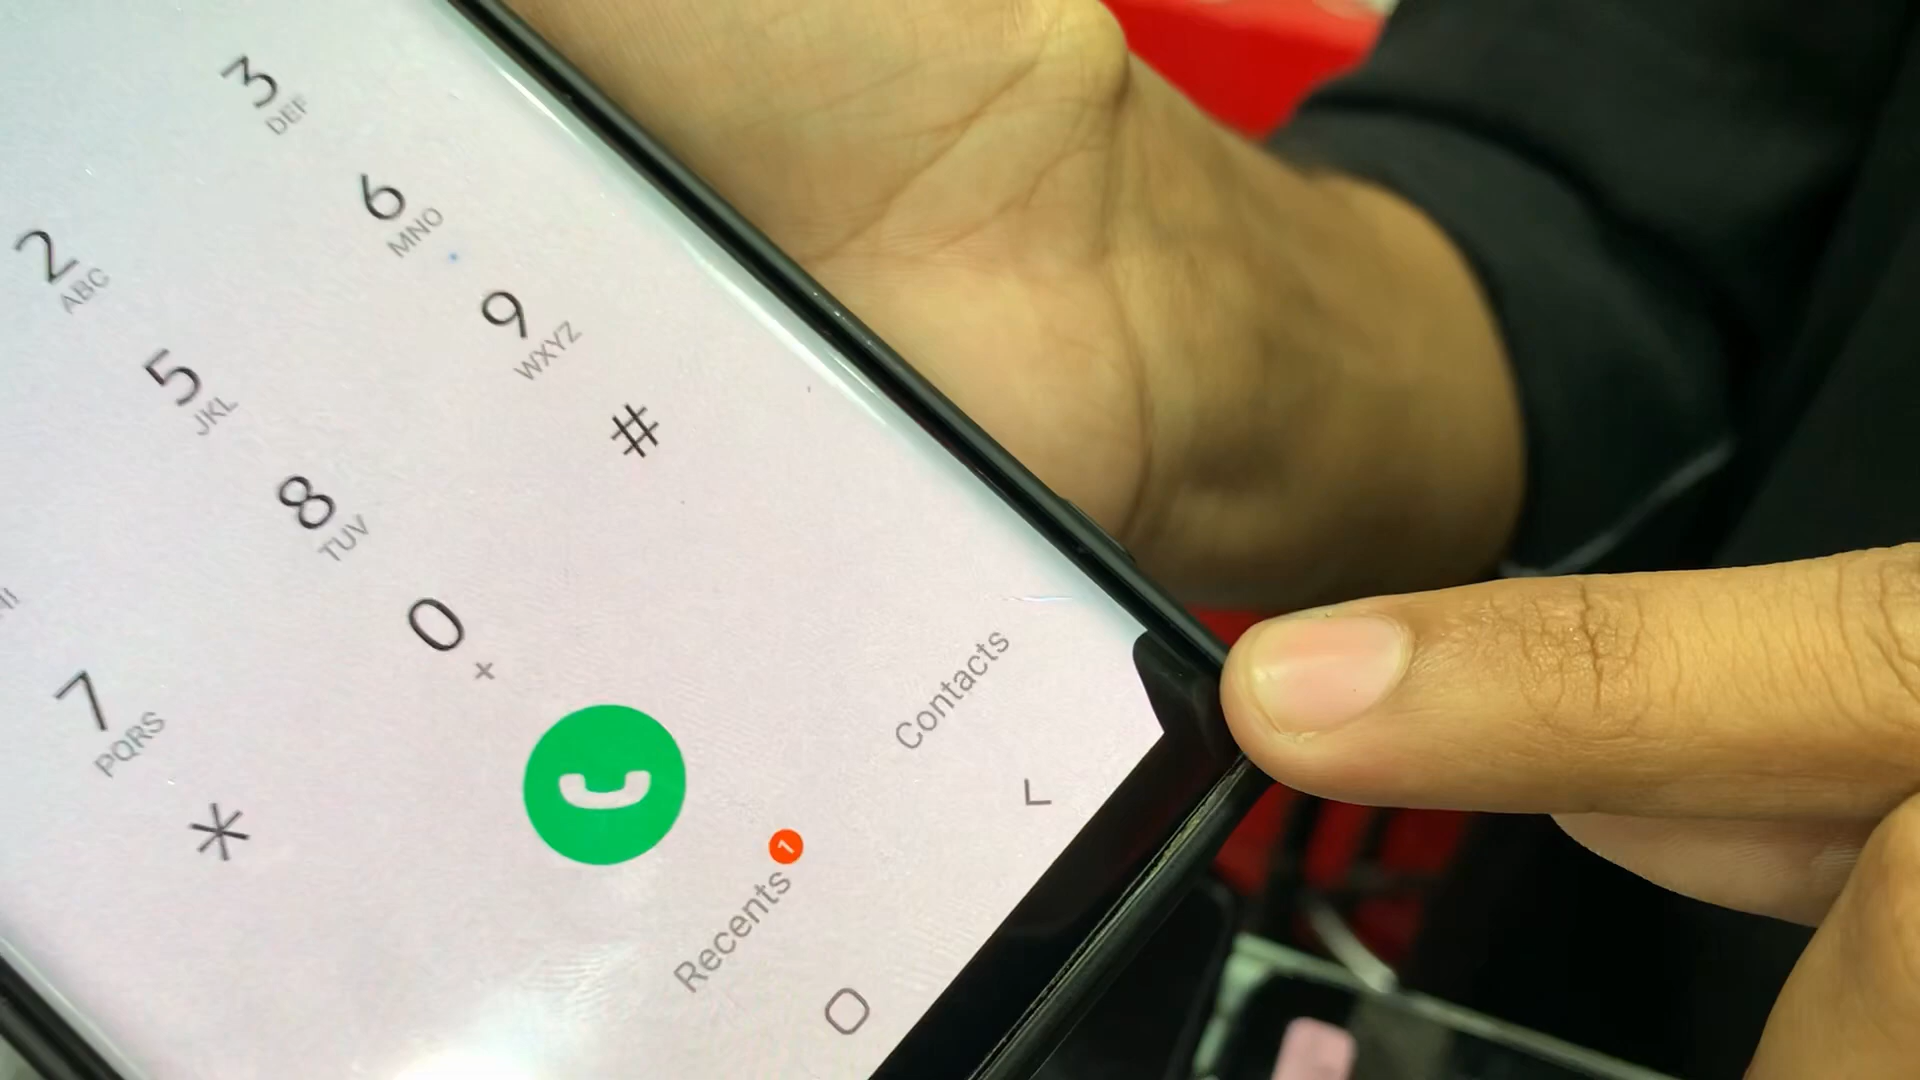 2
ABC
3
DEF
5
JKL
6
MNO
7
PQRS
8
TUV
9
WXYZ
*
0
+
#
Recents
1
Contacts